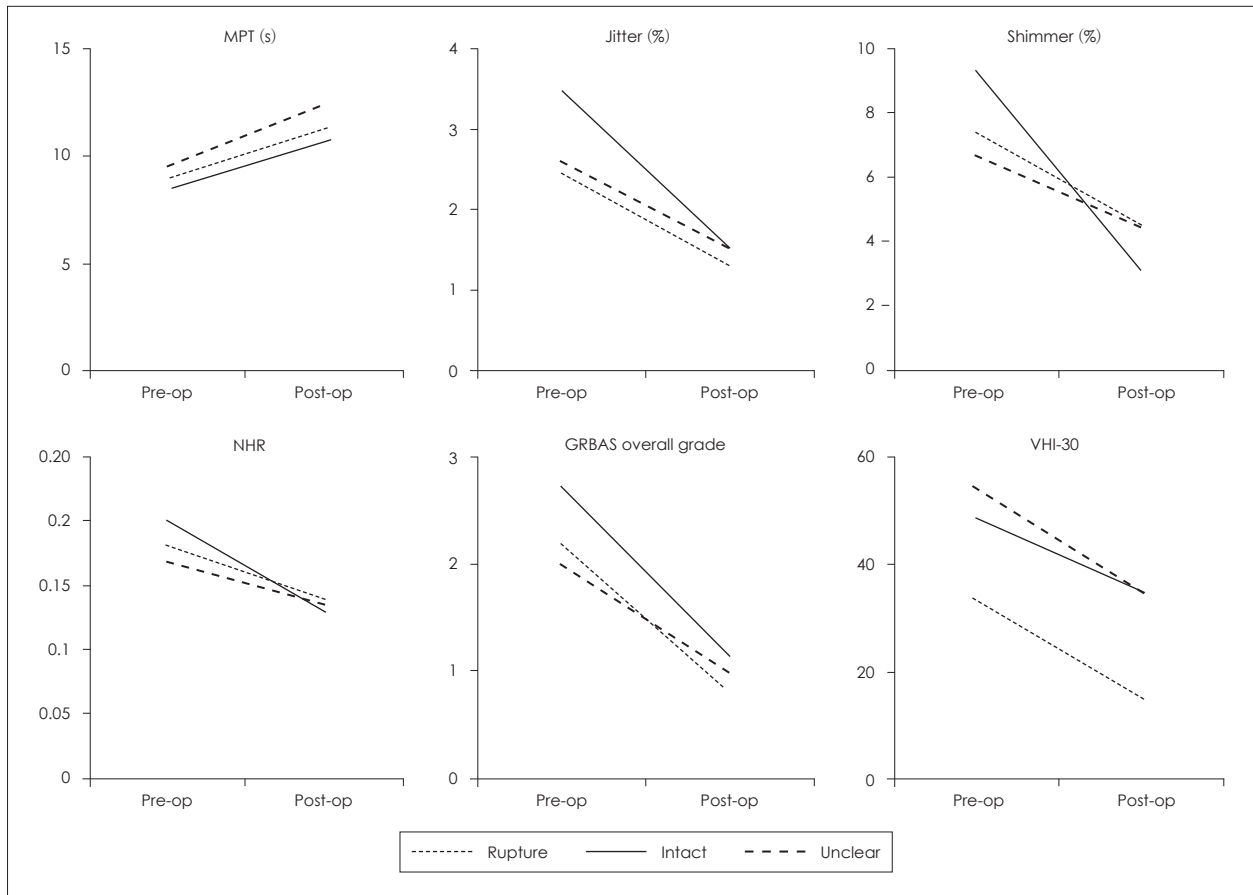 MPT (s)
15
10
5
0
Pre-op
Post-op
Jitter (%)
4
3
2
1
0
Pre-op
Post-op
Shimmer (%)
10
8
6
4
2
0
Pre-op
Post-op
NHR
0.20
0.2
0.15
0.1
0.05
0
Pre-op
Post-op
GRBAS overall grade
3
2
1
0
Pre-op
Post-op
VHI-30
60
40
20
0
Pre-op
Post-op
Rupture Intact Unclear